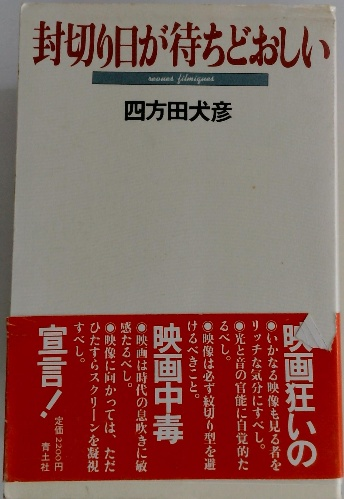 封切り日が待ちどおしい
revues filmiques
四方田犬彦
映画狂いの
●いかなる映像も見る者を
リッチな気分にすべし。
●光と音の官能に自覚的た
るべし。
●映像は必ず紋切り型を避
けるべきこと。
映画中毒
●映画は時代の息吹きに敏
感たるべし。
●映像に向かっては、ただ
ひたすらスクリーンを凝視
すべし。
宣言!
定価2200円
青土社